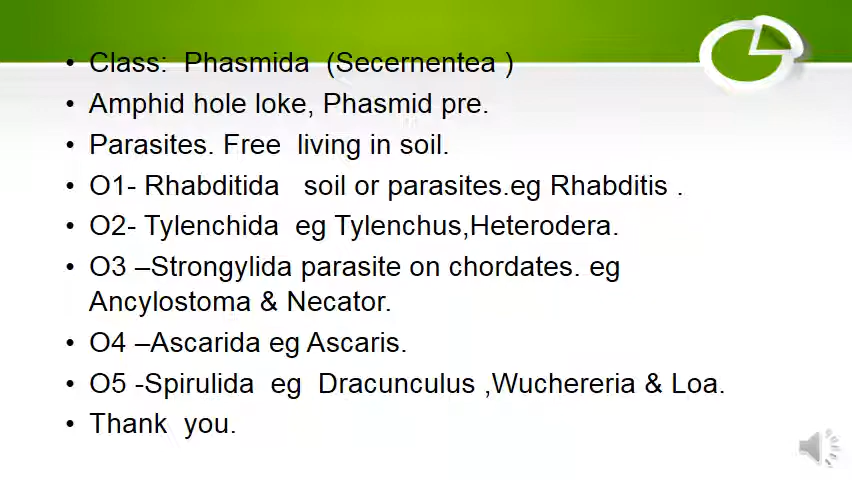 • Class:  Phasmida  (Secernentea )
• Amphid hole loke, Phasmid pre.
• Parasites. Free  living in soil.
• O1- Rhabditida   soil or parasites.eg Rhabditis .
• O2- Tylenchida  eg Tylenchus,Heterodera.
• O3 –Strongylida parasite on chordates. eg
Ancylostoma & Necator.
• O4 –Ascarida eg Ascaris.
• O5 -Spirulida  eg  Dracunculus ,Wuchereria & Loa.
• Thank  you.